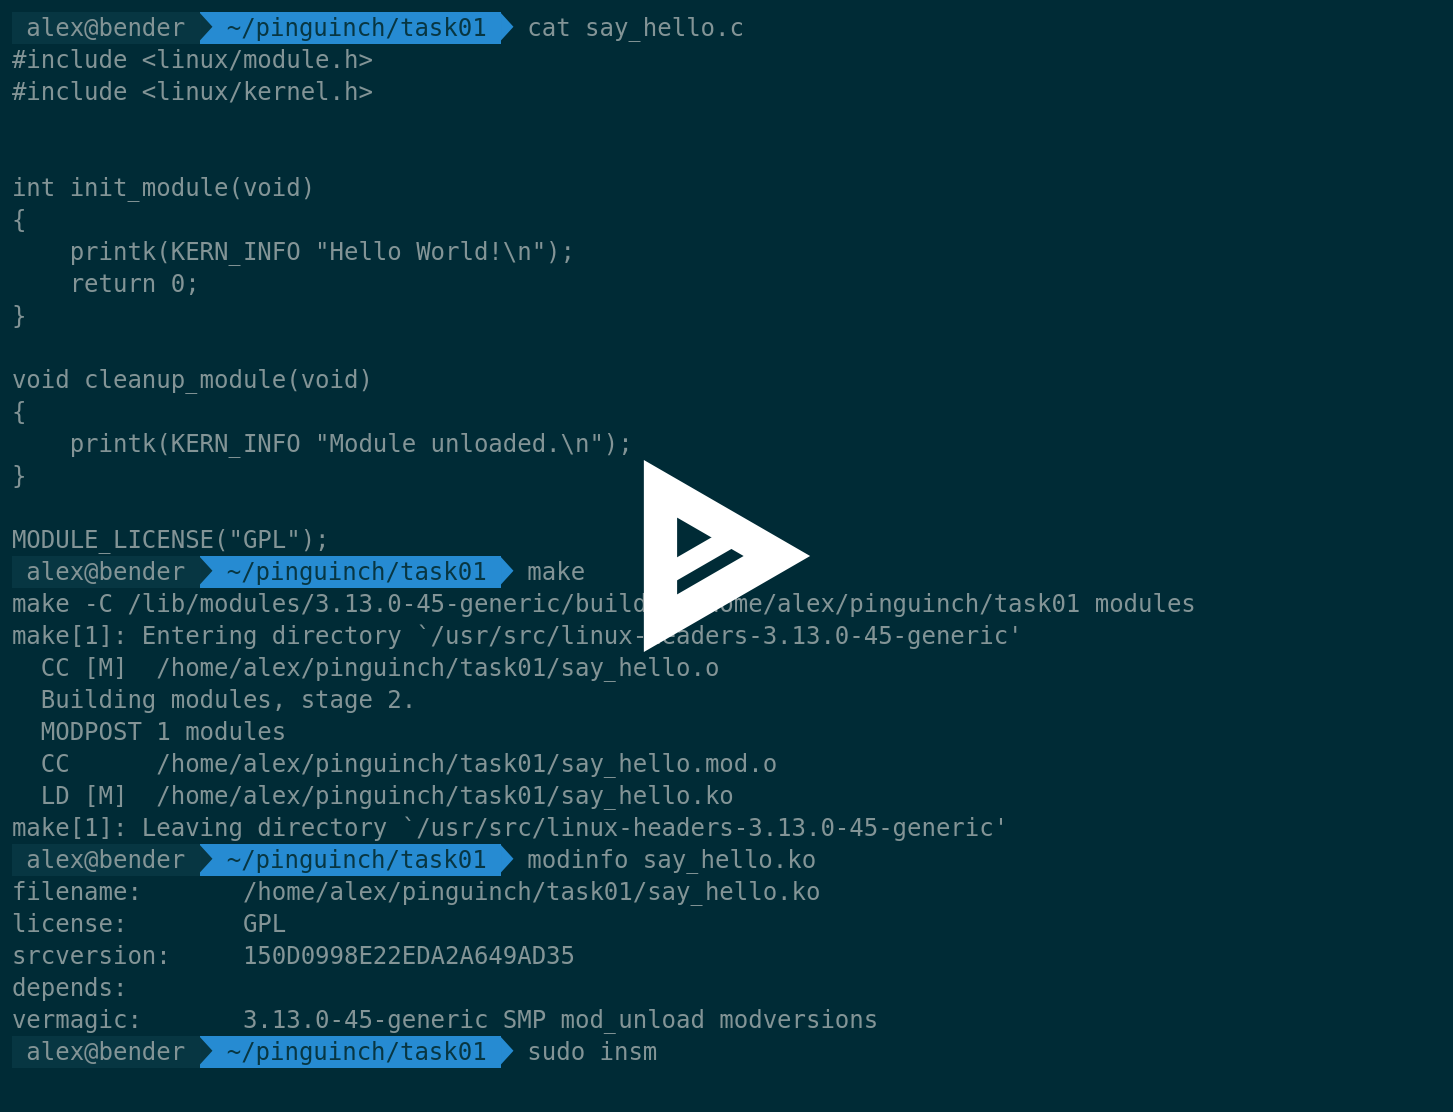 alex@bender ~/pinguinch/task01 cat say_hello.c
#include <linux/module.h>
#include <linux/kernel.h>
int init_module(void)
{
    printk(KERN_INFO "Hello World!\n");
    return 0;
}
void cleanup_module(void)
{
    printk(KERN_INFO "Module unloaded.\n");
}
MODULE_LICENSE("GPL");
alex@bender ~/pinguinch/task01 make
make -C /lib/modules/3.13.0-45-generic/build /alex/pinguinch/task01 modules
make[1]: Entering directory `/usr/src/linux-headers-3.13.0-45-generic'
  CC [M]  /home/alex/pinguinch/task01/say_hello.o
  Building modules, stage 2.
  MODPOST 1 modules
  CC      /home/alex/pinguinch/task01/say_hello.mod.o
  LD [M]  /home/alex/pinguinch/task01/say_hello.ko
make[1]: Leaving directory `/usr/src/linux-headers-3.13.0-45-generic'
alex@bender ~/pinguinch/task01 modinfo say_hello.ko
filename:       /home/alex/pinguinch/task01/say_hello.ko
license:        GPL
srcversion:     150D0998E22EDA2A649AD35
depends:
vermagic:       3.13.0-45-generic SMP mod_unload modversions
alex@bender ~/pinguinch/task01 sudo insm